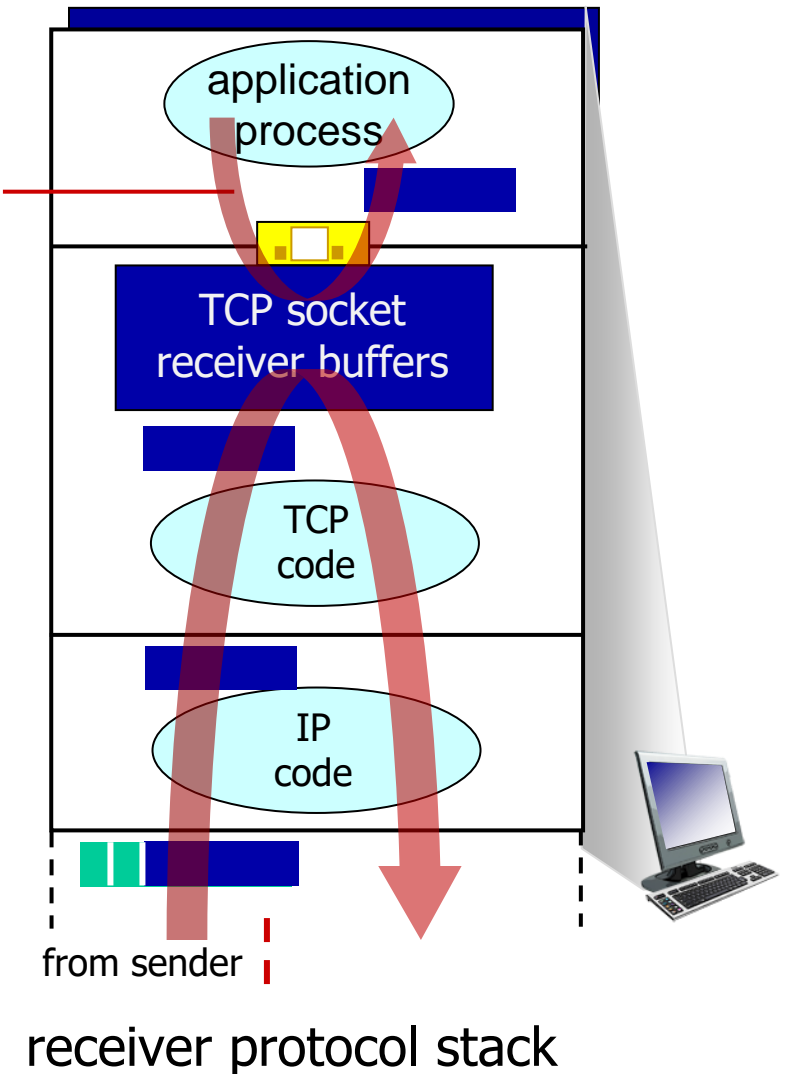 application
process
TCP socket
receiver buffers
TCP
code
IP
code
from sender
receiver protocol stack